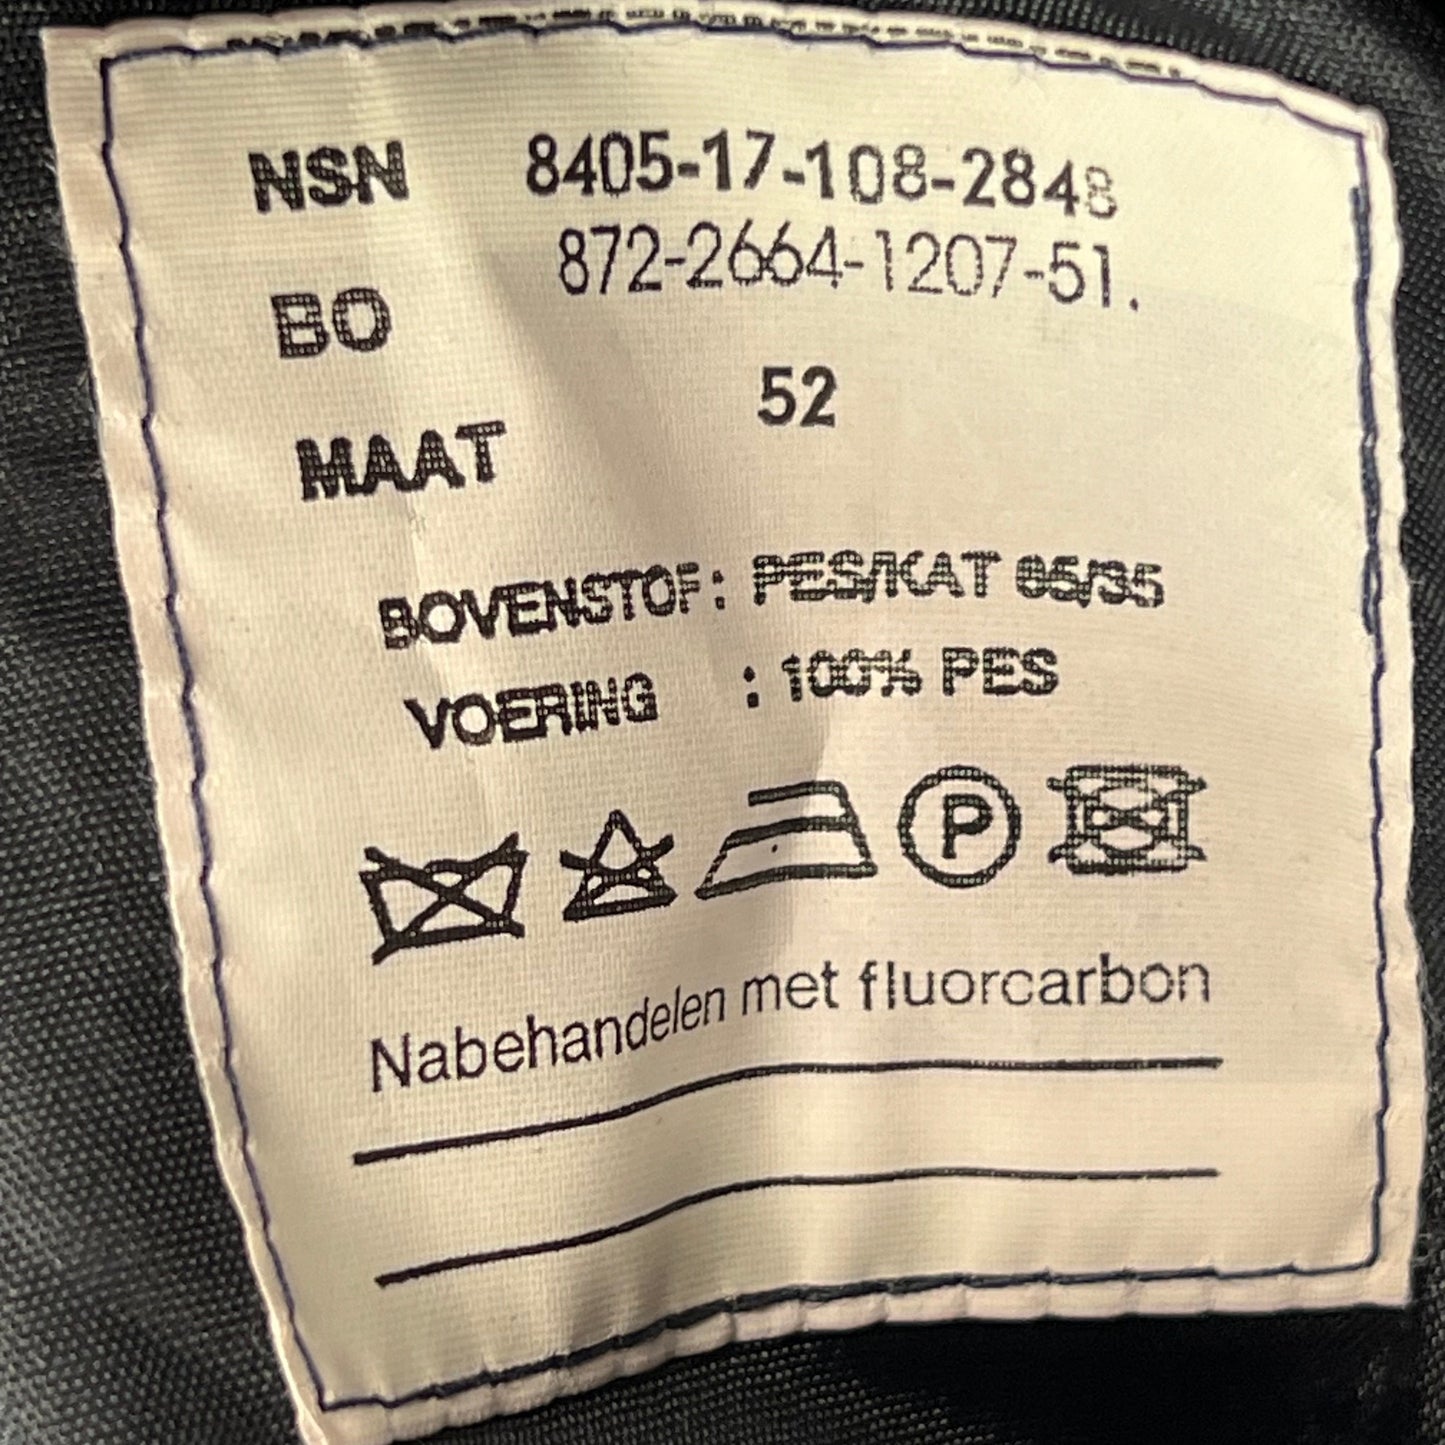 NSN 8405-17-108-2848
BO 872-2664-1207-51.
MAAT 52
BOVENSTOF: PES/KAT 65/35
VOERING : 100% PES
P
Nabehandelen met fluorcarbon